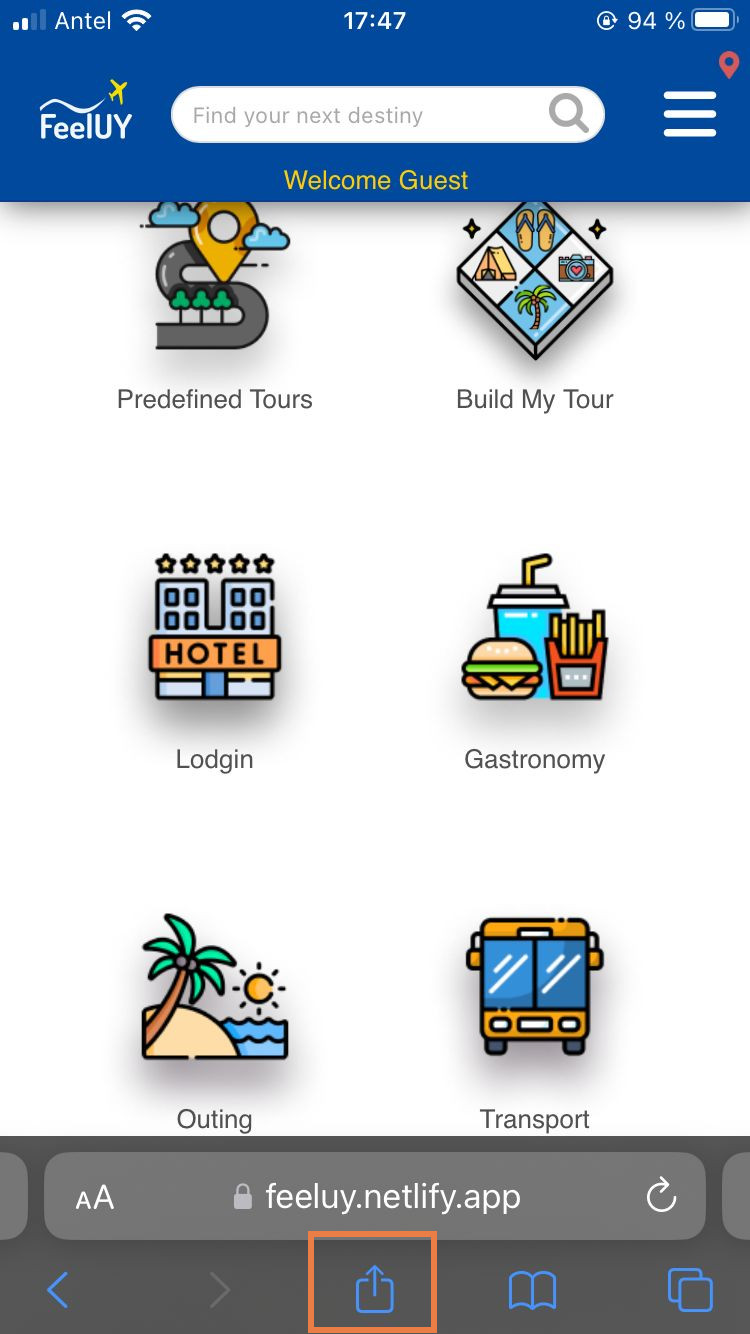 Antel 17:47 94 %
FeelUY
Find your next destiny
Welcome Guest
Predefined Tours Build My Tour
HOTEL
Lodgin Gastronomy
Outing Transport
AA feeluy.netlify.app